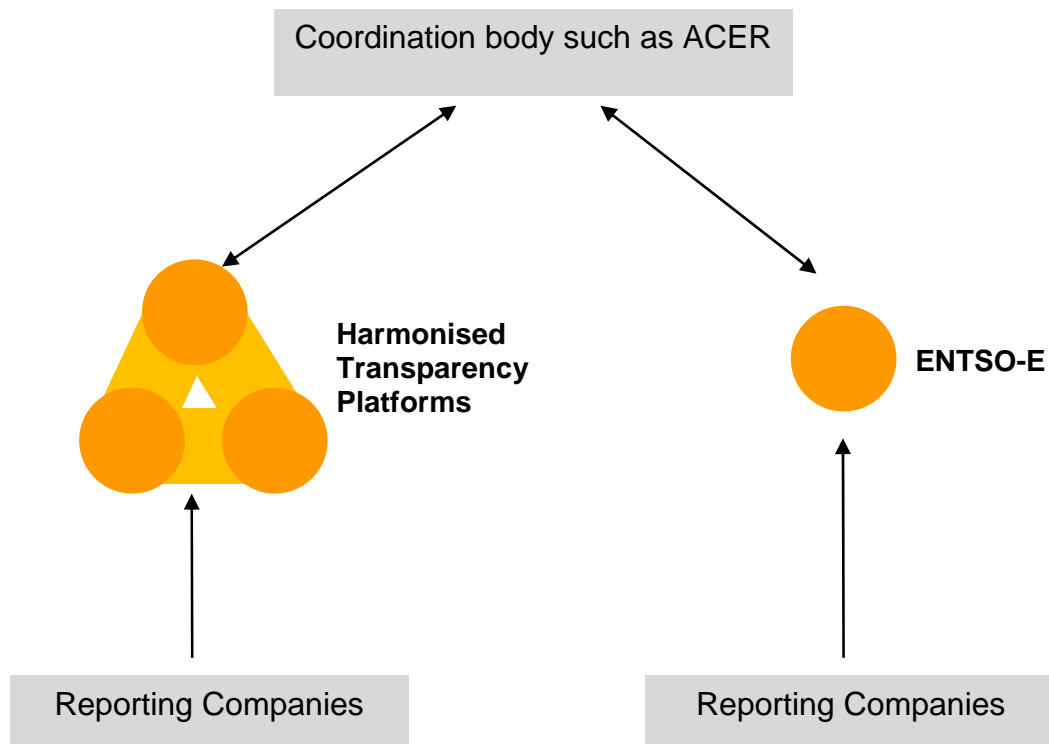 Coordination body such as ACER
Harmonised
Transparency
Platforms
ENTSO-E
Reporting Companies
Reporting Companies